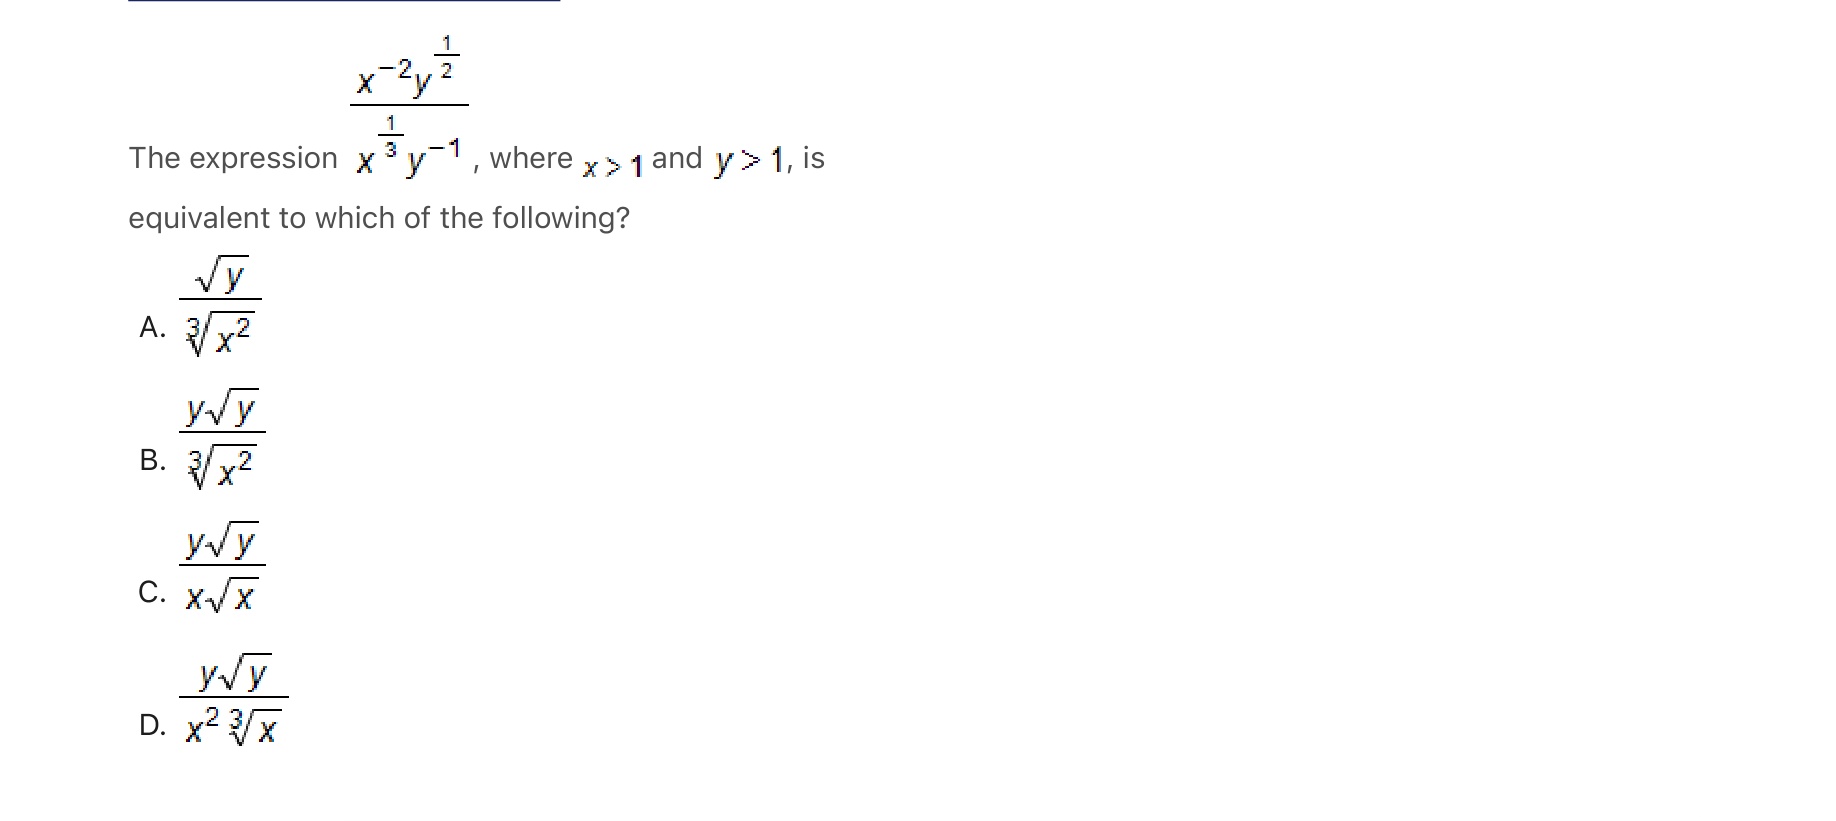 The expression x^{-2}y^{\frac{1}{2}} / x^{\frac{1}{3}}y^{-1}, where x > 1 and y > 1, is
equivalent to which of the following?
A. \frac{\sqrt{y}}{\sqrt[3]{x^2}}
B. \frac{y\sqrt{y}}{\sqrt[3]{x^2}}
C. \frac{y\sqrt{y}}{x\sqrt{x}}
D. \frac{y\sqrt{y}}{x^2\sqrt[3]{x}}